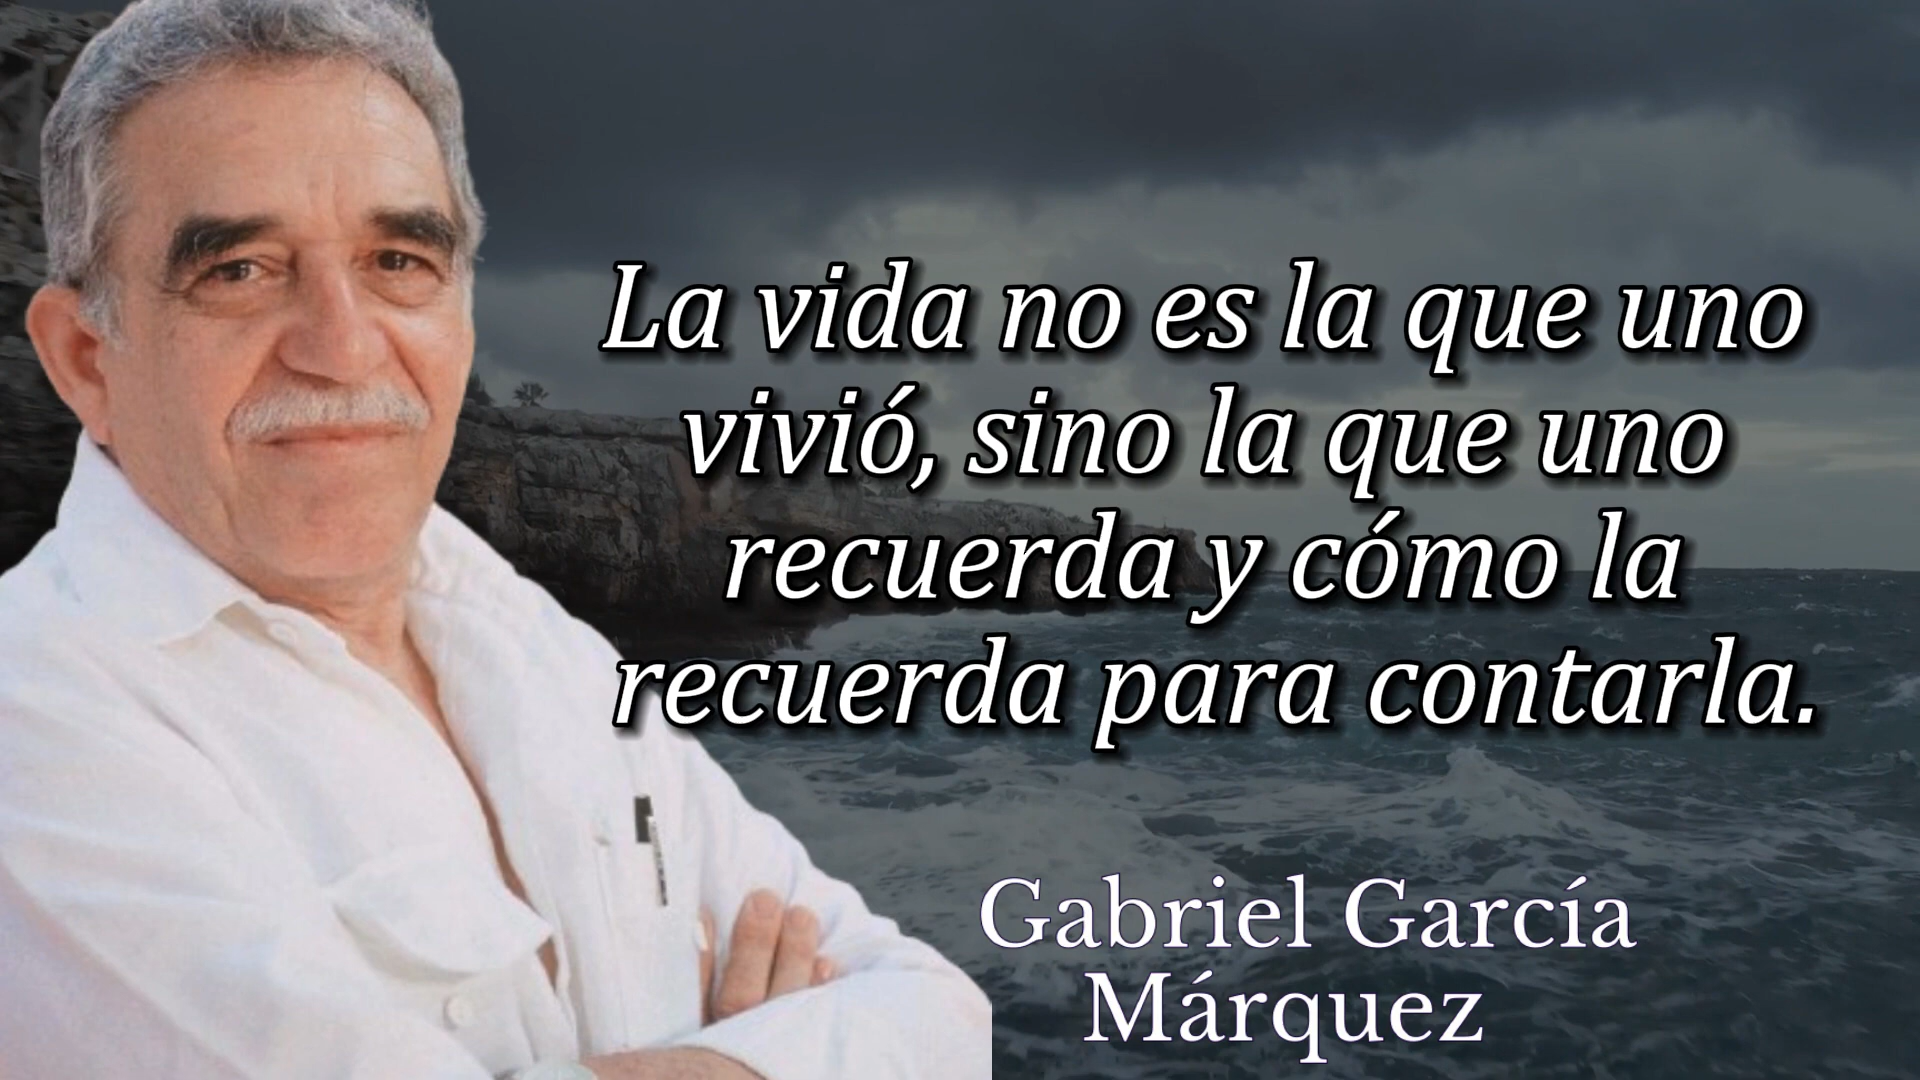 La vida no es la que uno
vivió, sino la que uno
recuerda y cómo la
recuerda para contarla.
Gabriel García
Márquez